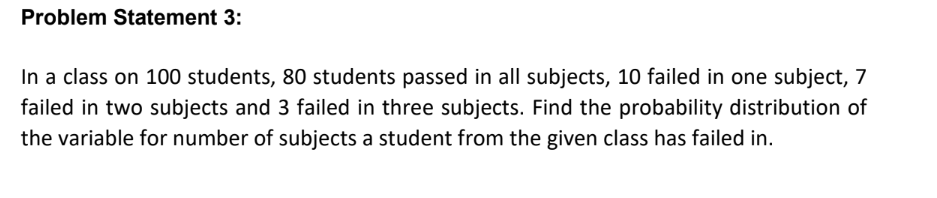 Problem Statement 3:
In a class on 100 students, 80 students passed in all subjects, 10 failed in one subject, 7
failed in two subjects and 3 failed in three subjects. Find the probability distribution of
the variable for number of subjects a student from the given class has failed in.